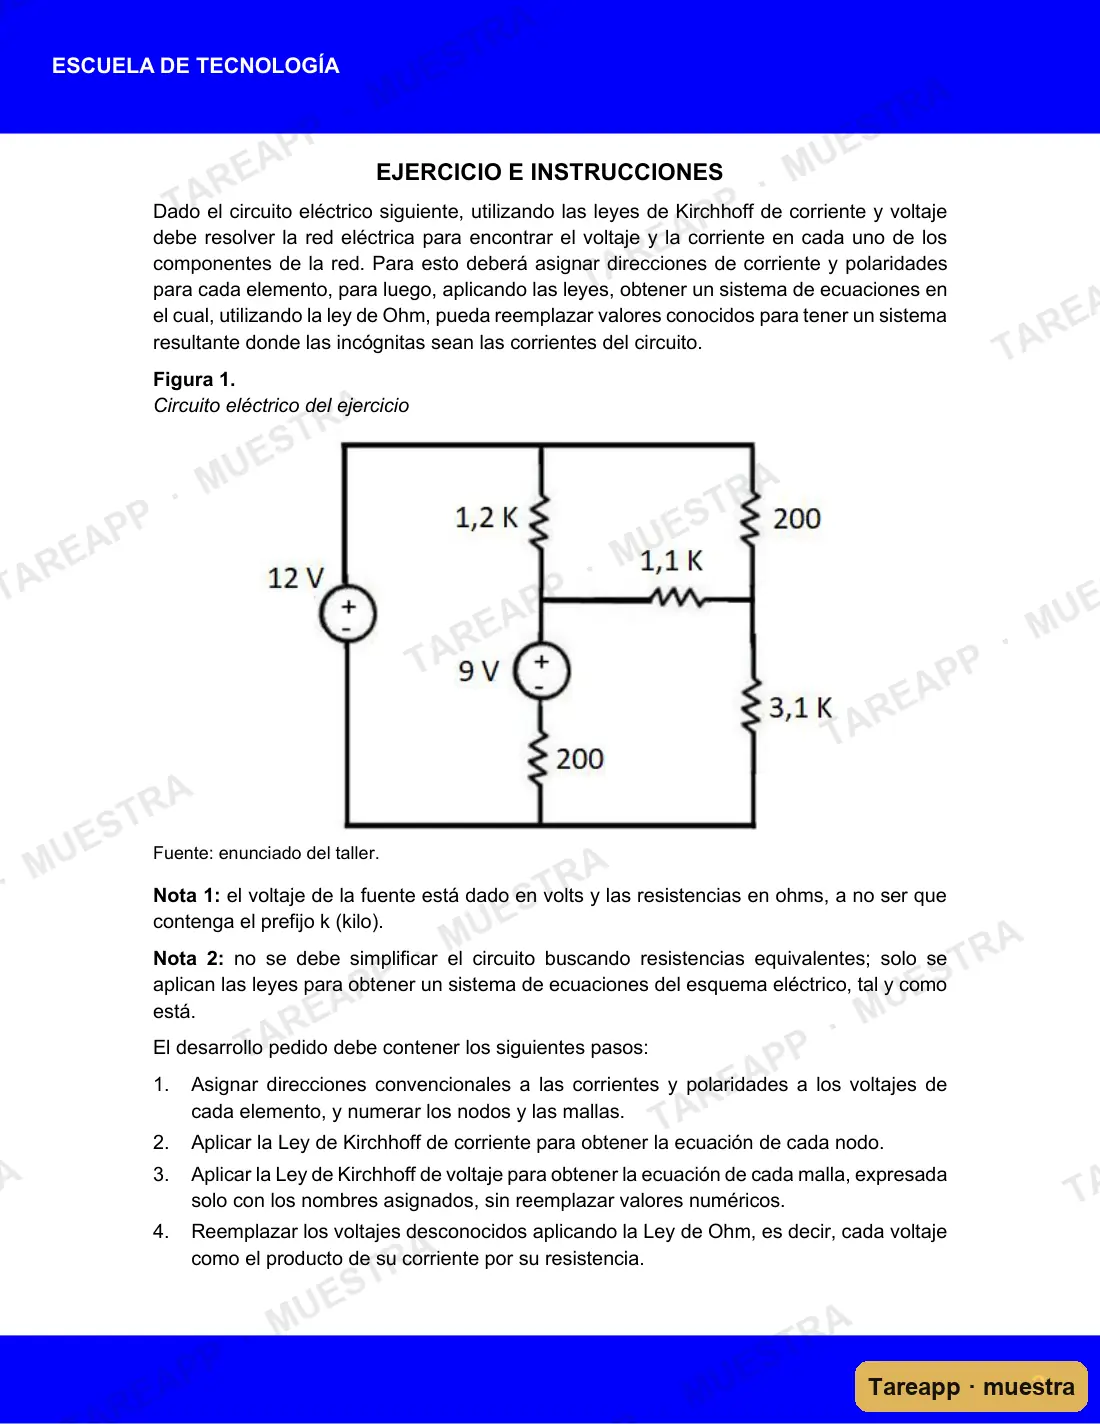 ESCUELA DE TECNOLOGÍA
EJERCICIO E INSTRUCCIONES
Dado el circuito eléctrico siguiente, utilizando las leyes de Kirchhoff de corriente y voltaje
debe resolver la red eléctrica para encontrar el voltaje y la corriente en cada uno de los
componentes de la red. Para esto deberá asignar direcciones de corriente y polaridades
para cada elemento, para luego, aplicando las leyes, obtener un sistema de ecuaciones en
el cual, utilizando la ley de Ohm, pueda reemplazar valores conocidos para tener un sistema
resultante donde las incógnitas sean las corrientes del circuito.
Figura 1.
Circuito eléctrico del ejercicio
1,2 K
200
1,1 K
12 V
+
-
9 V
+
-
3,1 K
200
Fuente: enunciado del taller.
Nota 1: el voltaje de la fuente está dado en volts y las resistencias en ohms, a no ser que
contenga el prefijo k (kilo).
Nota 2: no se debe simplificar el circuito buscando resistencias equivalentes; solo se
aplican las leyes para obtener un sistema de ecuaciones del esquema eléctrico, tal y como
está.
El desarrollo pedido debe contener los siguientes pasos:
1. Asignar direcciones convencionales a las corrientes y polaridades a los voltajes de
cada elemento, y numerar los nodos y las mallas.
2. Aplicar la Ley de Kirchhoff de corriente para obtener la ecuación de cada nodo.
3. Aplicar la Ley de Kirchhoff de voltaje para obtener la ecuación de cada malla, expresada
solo con los nombres asignados, sin reemplazar valores numéricos.
4. Reemplazar los voltajes desconocidos aplicando la Ley de Ohm, es decir, cada voltaje
como el producto de su corriente por su resistencia.
Tareapp · muestra
TAREAPP · MUESTRA